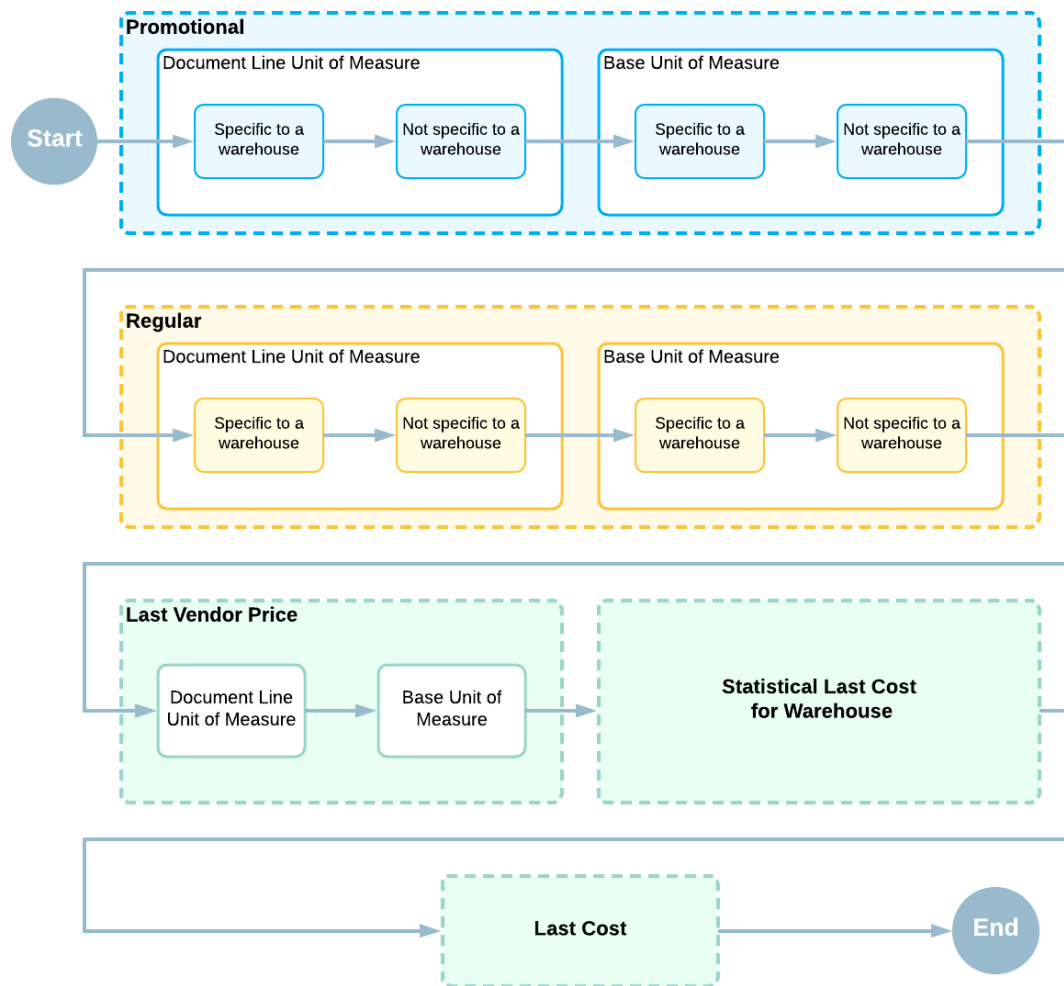 Promotional
Document Line Unit of Measure
Base Unit of Measure
Start
Specific to a
warehouse
Not specific to a
warehouse
Specific to a
warehouse
Not specific to a
warehouse
Regular
Document Line Unit of Measure
Base Unit of Measure
Specific to a
warehouse
Not specific to a
warehouse
Specific to a
warehouse
Not specific to a
warehouse
Last Vendor Price
Document Line
Unit of Measure
Base Unit of
Measure
Statistical Last Cost
for Warehouse
Last Cost
End